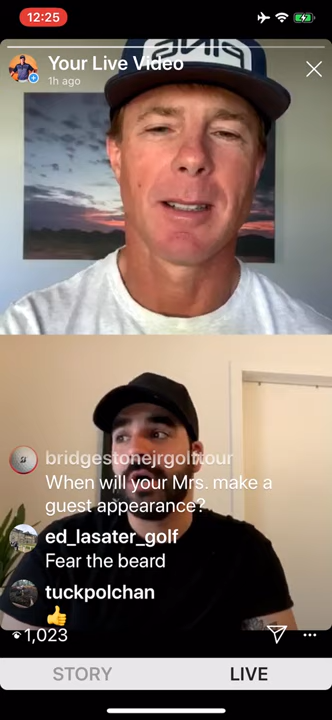 12:25
PING
Your Live Video
1h ago
bridgestonejrgolftour
When will your Mrs. make a
guest appearance?
ed_lasater_golf
Fear the beard
tuckpolchan
👍
1,023
STORY
LIVE